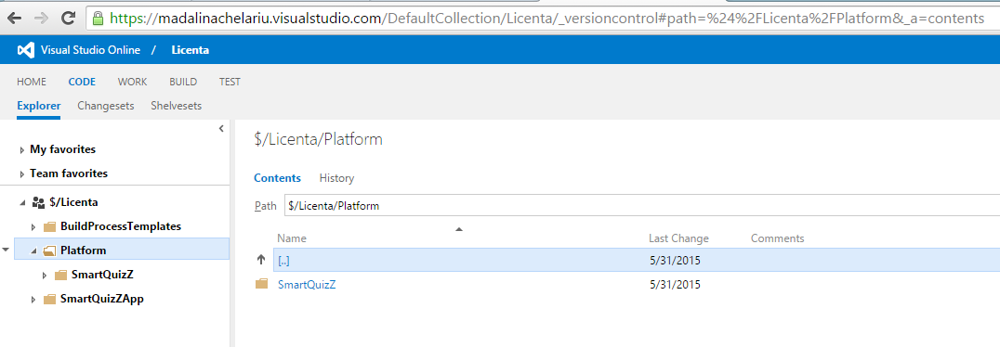 https://madalinachelariu.visualstudio.com/DefaultCollection/Licenta/_versioncontrol#path=%24%2FLicenta%2FPlatform&_a=contents
Visual Studio Online / Licenta
HOME CODE WORK BUILD TEST
Explorer Changesets Shelvesets
My favorites
Team favorites
$/Licenta
BuildProcessTemplates
Platform
SmartQuizZ
SmartQuizZApp
$/Licenta/Platform
Contents History
Path $/Licenta/Platform
Name Last Change Comments
[..] 5/31/2015
SmartQuizZ 5/31/2015